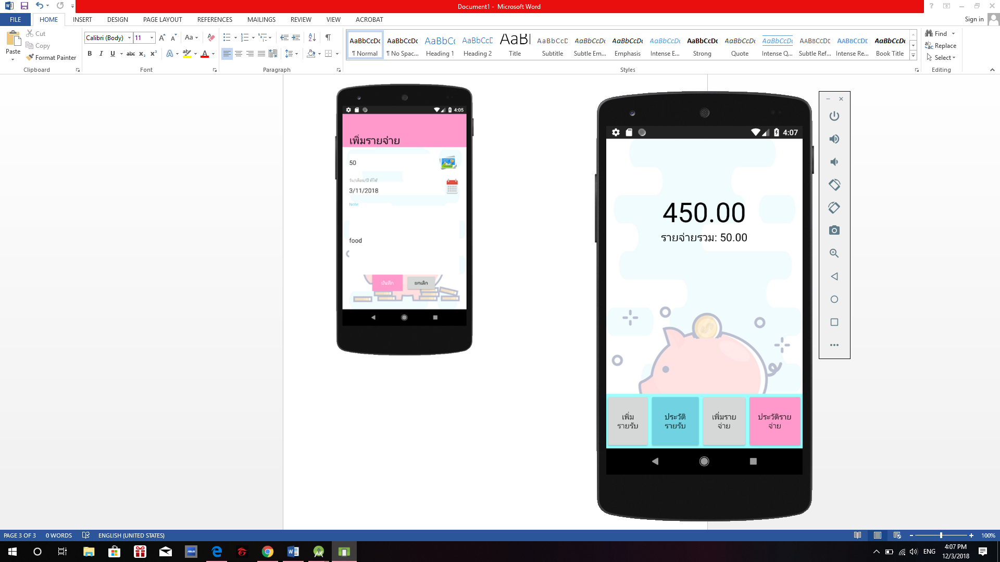 Document1 - Microsoft Word
FILE HOME INSERT DESIGN PAGE LAYOUT REFERENCES MAILINGS REVIEW VIEW ACROBAT
Sign in
Paste
Cut
Copy
Format Painter
Clipboard
Calibri (Body) 11
Font
Paragraph
AaBbCcDc AaBbCcDc AaBbCc AaBbCcD AaBl AaBbCcD AaBbCcDc AaBbCcDc AaBbCcDc AaBbCcDc AaBbCcDc AaBbCcDc AaBbCcDc AaBbCcDc AaBbCcDc
¶ Normal ¶ No Spac... Heading 1 Heading 2 Title Subtitle Subtle Em... Emphasis Intense E... Strong Quote Intense Q... Subtle Ref... Intense Re... Book Title
Styles
Find
Replace
Select
Editing
4:05
เพิ่มรายจ่าย
50
วัน/เดือน/ปี ที่ใช้
3/11/2018
Note:
food
บันทึก ยกเลิก
4:07
450.00
รายจ่ายรวม: 50.00
เพิ่ม
รายรับ
ประวัติ
รายรับ
เพิ่มราย
จ่าย
ประวัติราย
จ่าย
PAGE 3 OF 3 0 WORDS ENGLISH (UNITED STATES)
100%
ENG
4:07 PM
12/3/2018